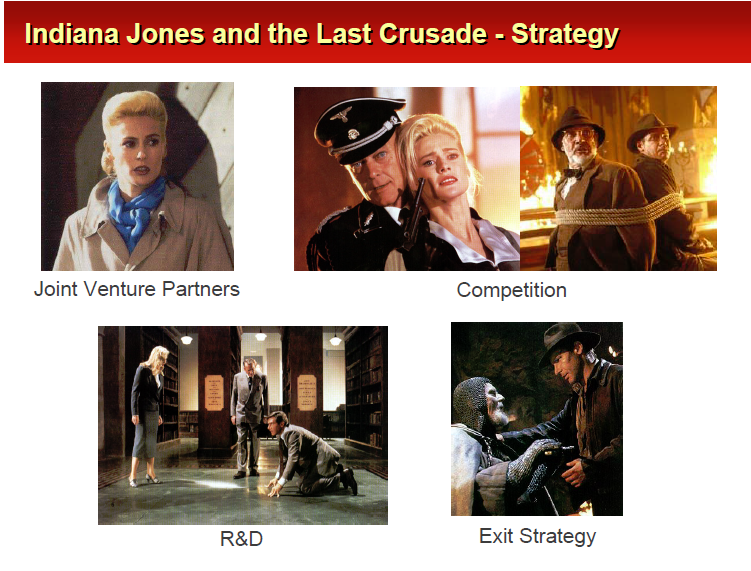 Indiana Jones and the Last Crusade - Strategy
Joint Venture Partners
Competition
R&D
Exit Strategy